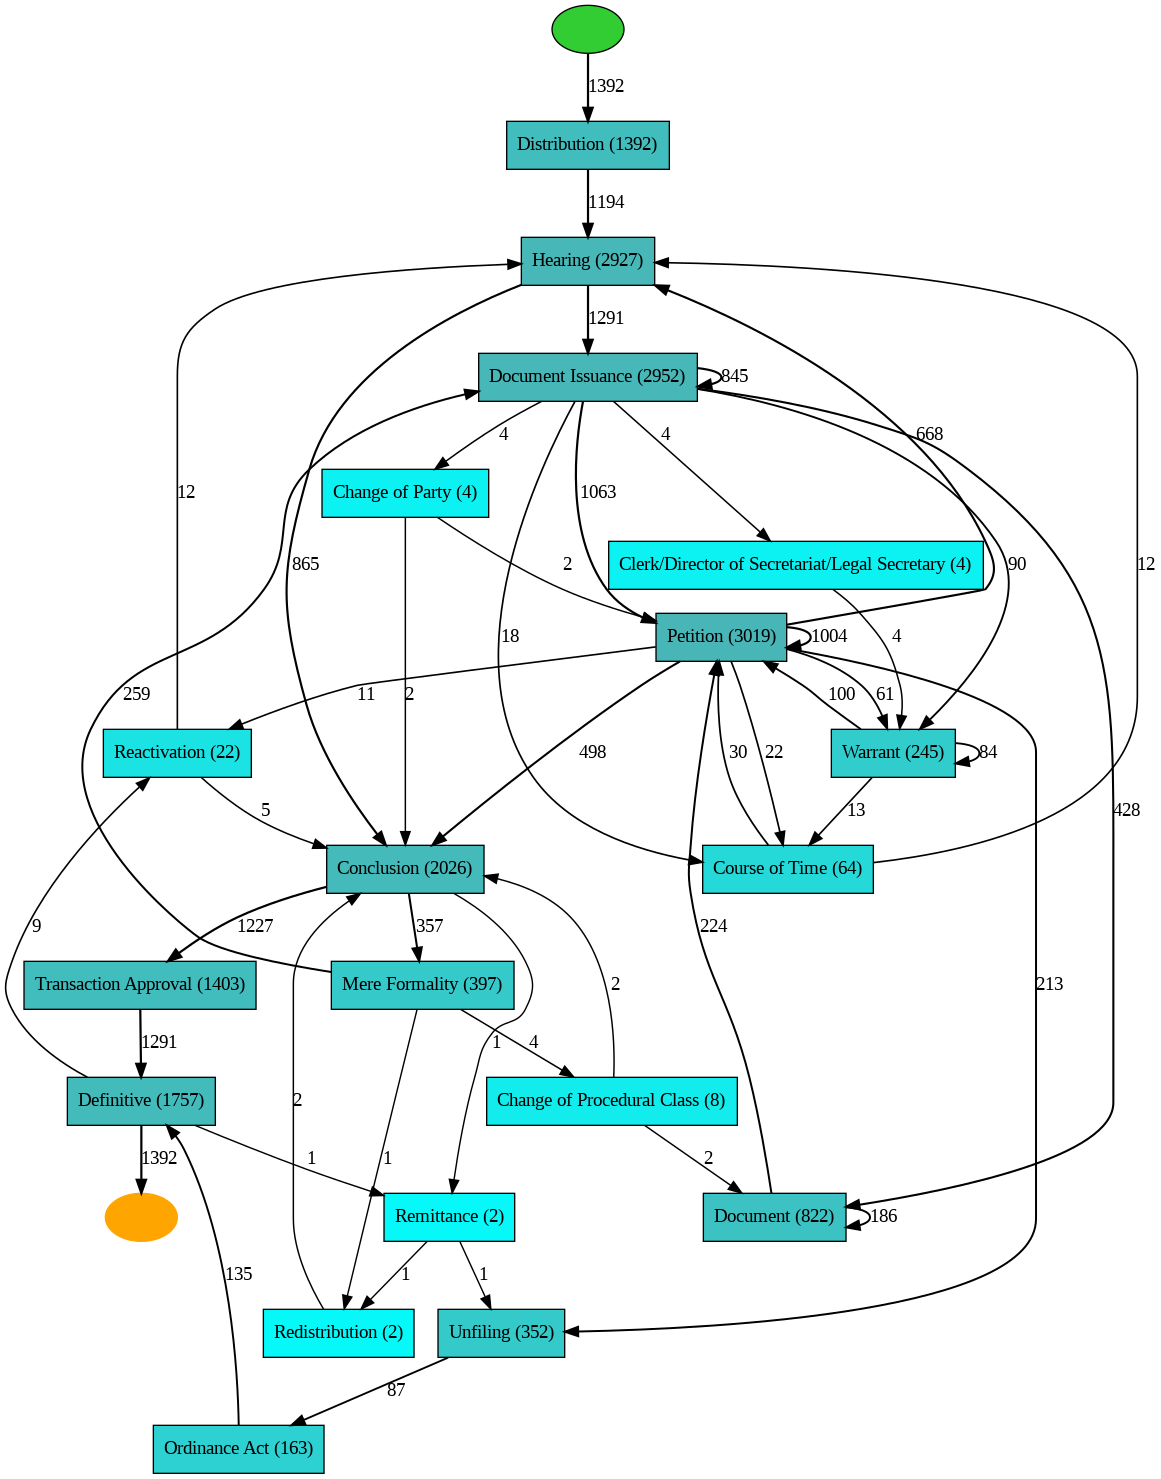 1392
Distribution (1392)
1194
Hearing (2927)
1291
Document Issuance (2952)
845
4
4
668
12
Change of Party (4)
1063
865
2
Clerk/Director of Secretariat/Legal Secretary (4)
90
12
18
Petition (3019)
1004
4
259
11
2
100
61
Reactivation (22)
498
30
22
Warrant (245)
84
5
13
428
Conclusion (2026)
Course of Time (64)
9
1227
357
224
Transaction Approval (1403)
Mere Formality (397)
2
213
1291
1
4
Definitive (1757)
2
Change of Procedural Class (8)
1392
1
1
2
Remittance (2)
Document (822)
186
135
1
1
Redistribution (2)
Unfiling (352)
87
Ordinance Act (163)